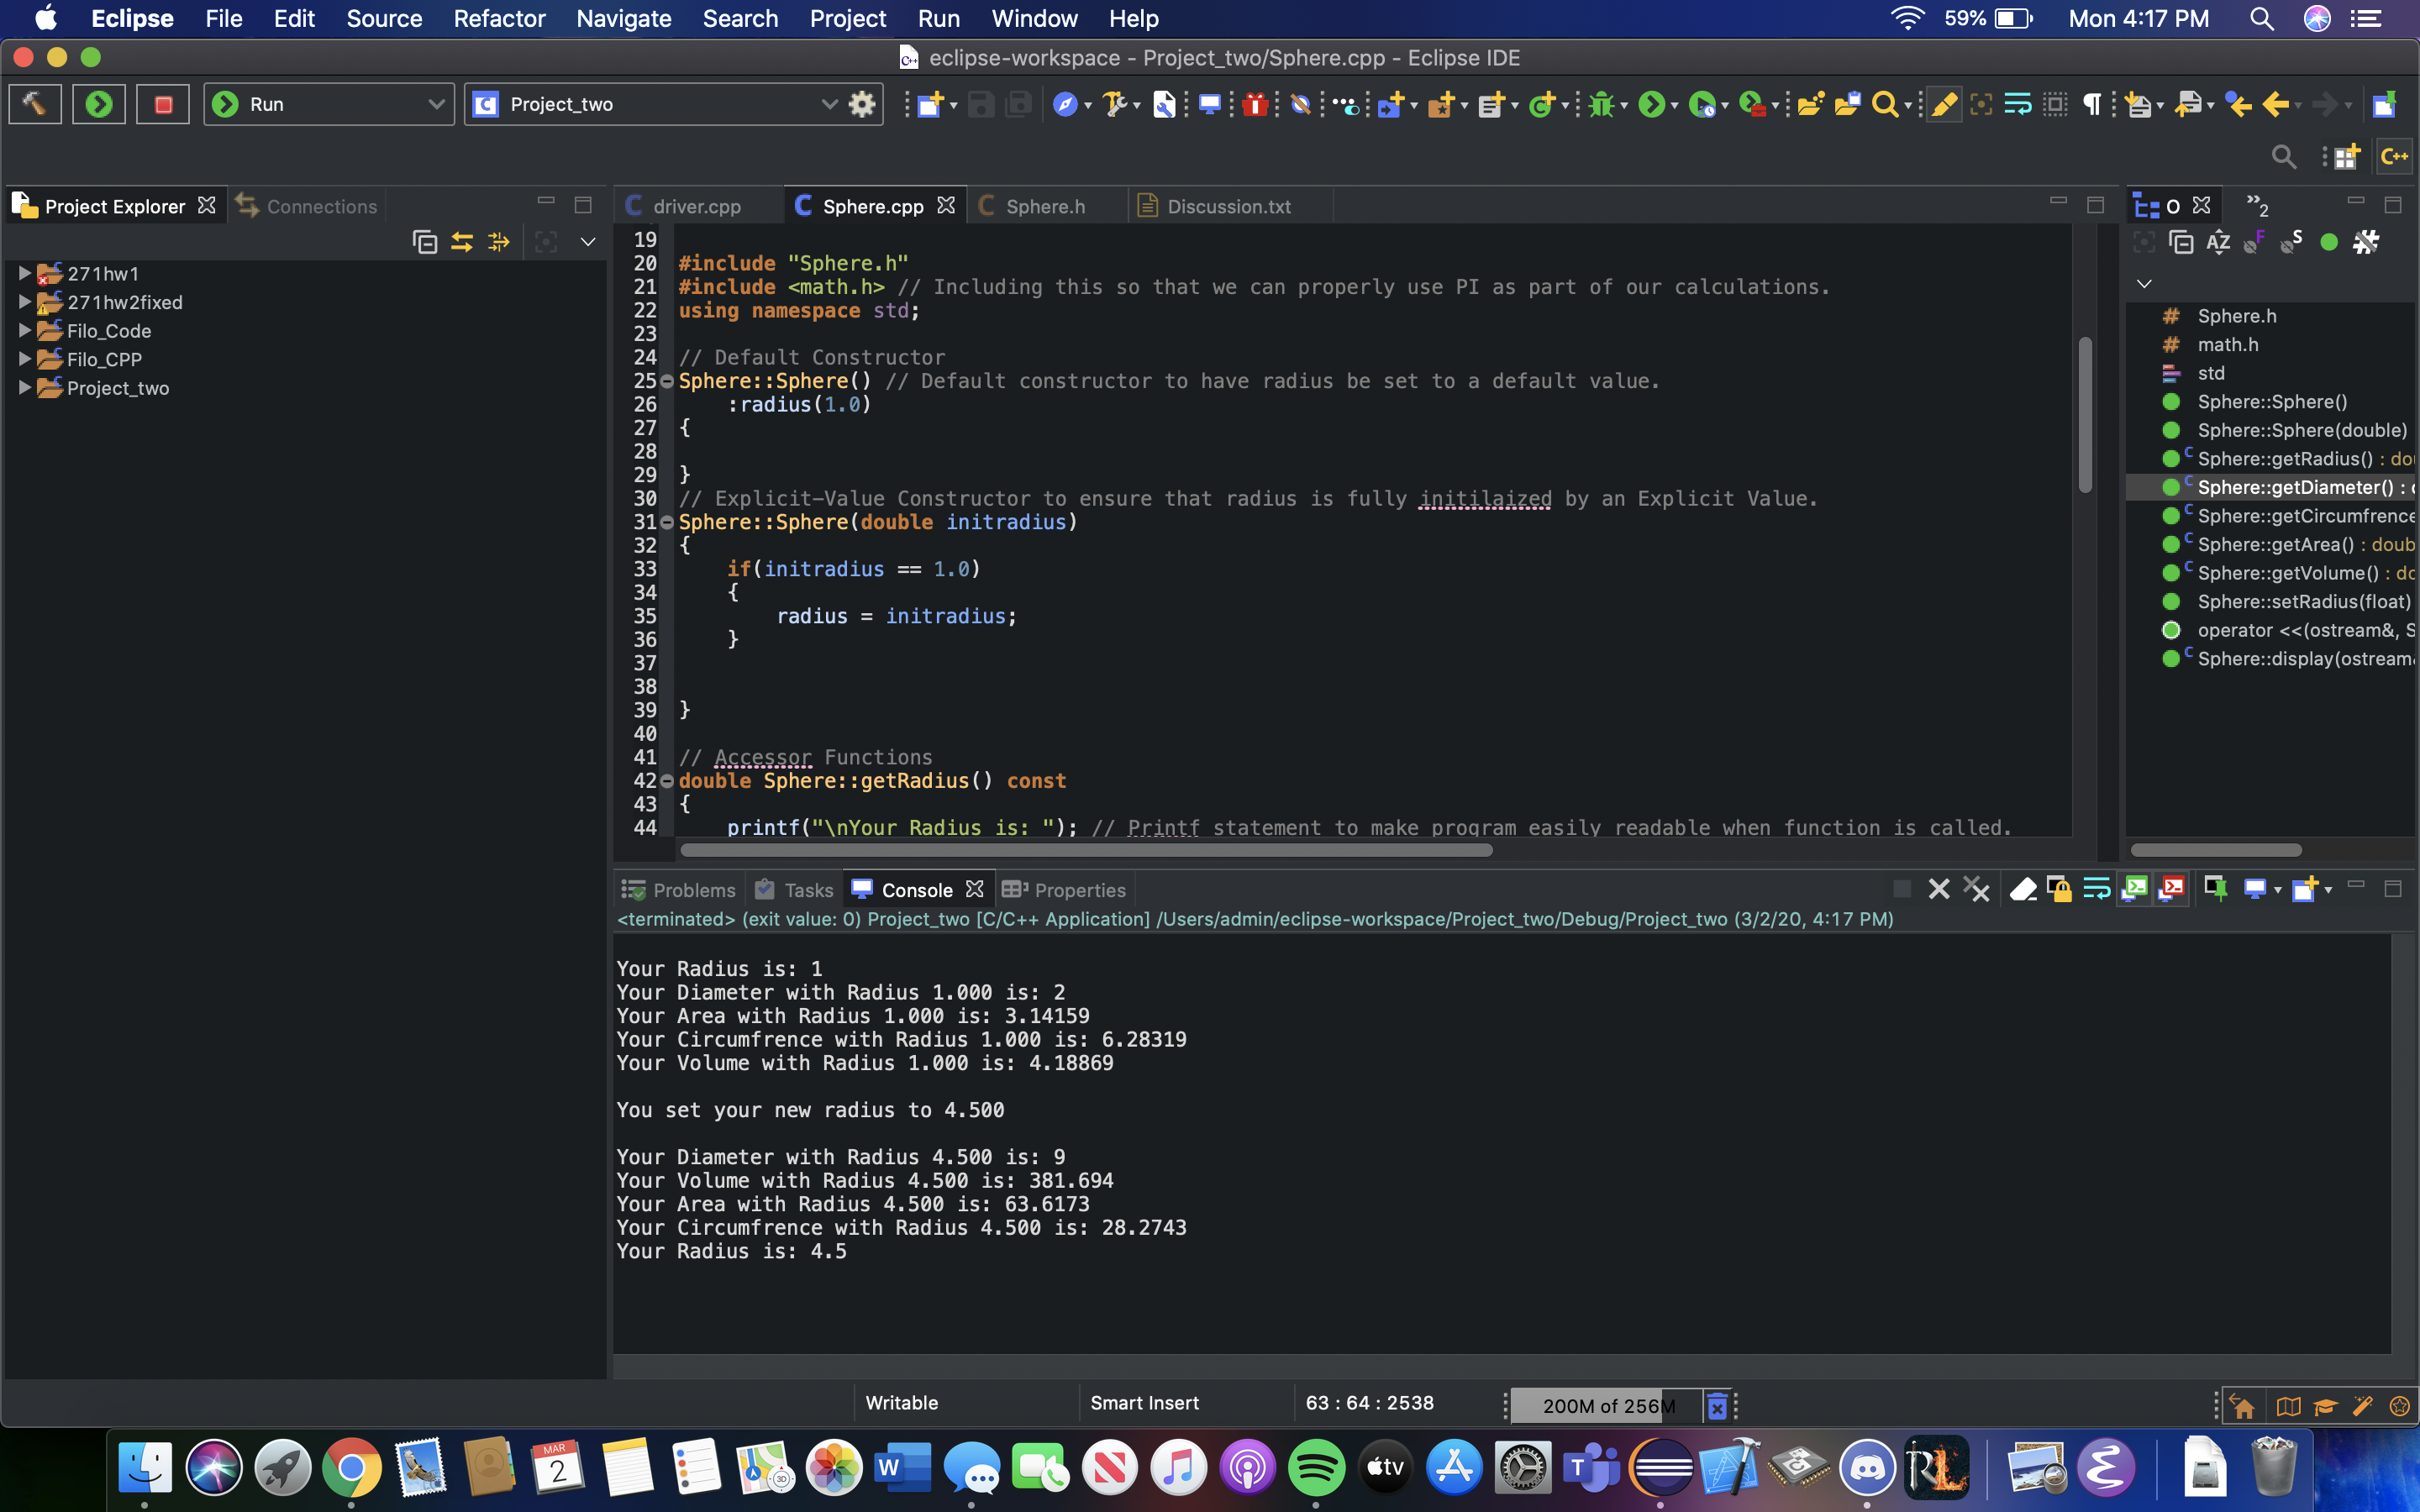 Eclipse File Edit Source Refactor Navigate Search Project Run Window Help 59% Mon 4:17 PM
eclipse-workspace - Project_two/Sphere.cpp - Eclipse IDE
Run Project_two
C++
Project Explorer Connections
271hw1
271hw2fixed
Filo_Code
Filo_CPP
Project_two
driver.cpp Sphere.cpp Sphere.h Discussion.txt
19
20 #include "Sphere.h"
21 #include <math.h> // Including this so that we can properly use PI as part of our calculations.
22 using namespace std;
23
24 // Default Constructor
25 Sphere::Sphere() // Default constructor to have radius be set to a default value.
26 :radius(1.0)
27 {
28
29 }
30 // Explicit-Value Constructor to ensure that radius is fully initilaized by an Explicit Value.
31 Sphere::Sphere(double initradius)
32 {
33 if(initradius == 1.0)
34 {
35 radius = initradius;
36 }
37
38
39 }
40
41 // Accessor Functions
42 double Sphere::getRadius() const
43 {
44 printf("\nYour Radius is: "); // Printf statement to make program easily readable when function is called.
O 2
Sphere.h
math.h
std
Sphere::Sphere()
Sphere::Sphere(double)
Sphere::getRadius() : do
Sphere::getDiameter() :
Sphere::getCircumfrence
Sphere::getArea() : doub
Sphere::getVolume() : do
Sphere::setRadius(float)
operator <<(ostream&, S
Sphere::display(ostream
Problems Tasks Console Properties
<terminated> (exit value: 0) Project_two [C/C++ Application] /Users/admin/eclipse-workspace/Project_two/Debug/Project_two (3/2/20, 4:17 PM)
Your Radius is: 1
Your Diameter with Radius 1.000 is: 2
Your Area with Radius 1.000 is: 3.14159
Your Circumfrence with Radius 1.000 is: 6.28319
Your Volume with Radius 1.000 is: 4.18869
You set your new radius to 4.500
Your Diameter with Radius 4.500 is: 9
Your Volume with Radius 4.500 is: 381.694
Your Area with Radius 4.500 is: 63.6173
Your Circumfrence with Radius 4.500 is: 28.2743
Your Radius is: 4.5
Writable Smart Insert 63 : 64 : 2538 200M of 256M
MAR
2
3D
W
tv
T
RL